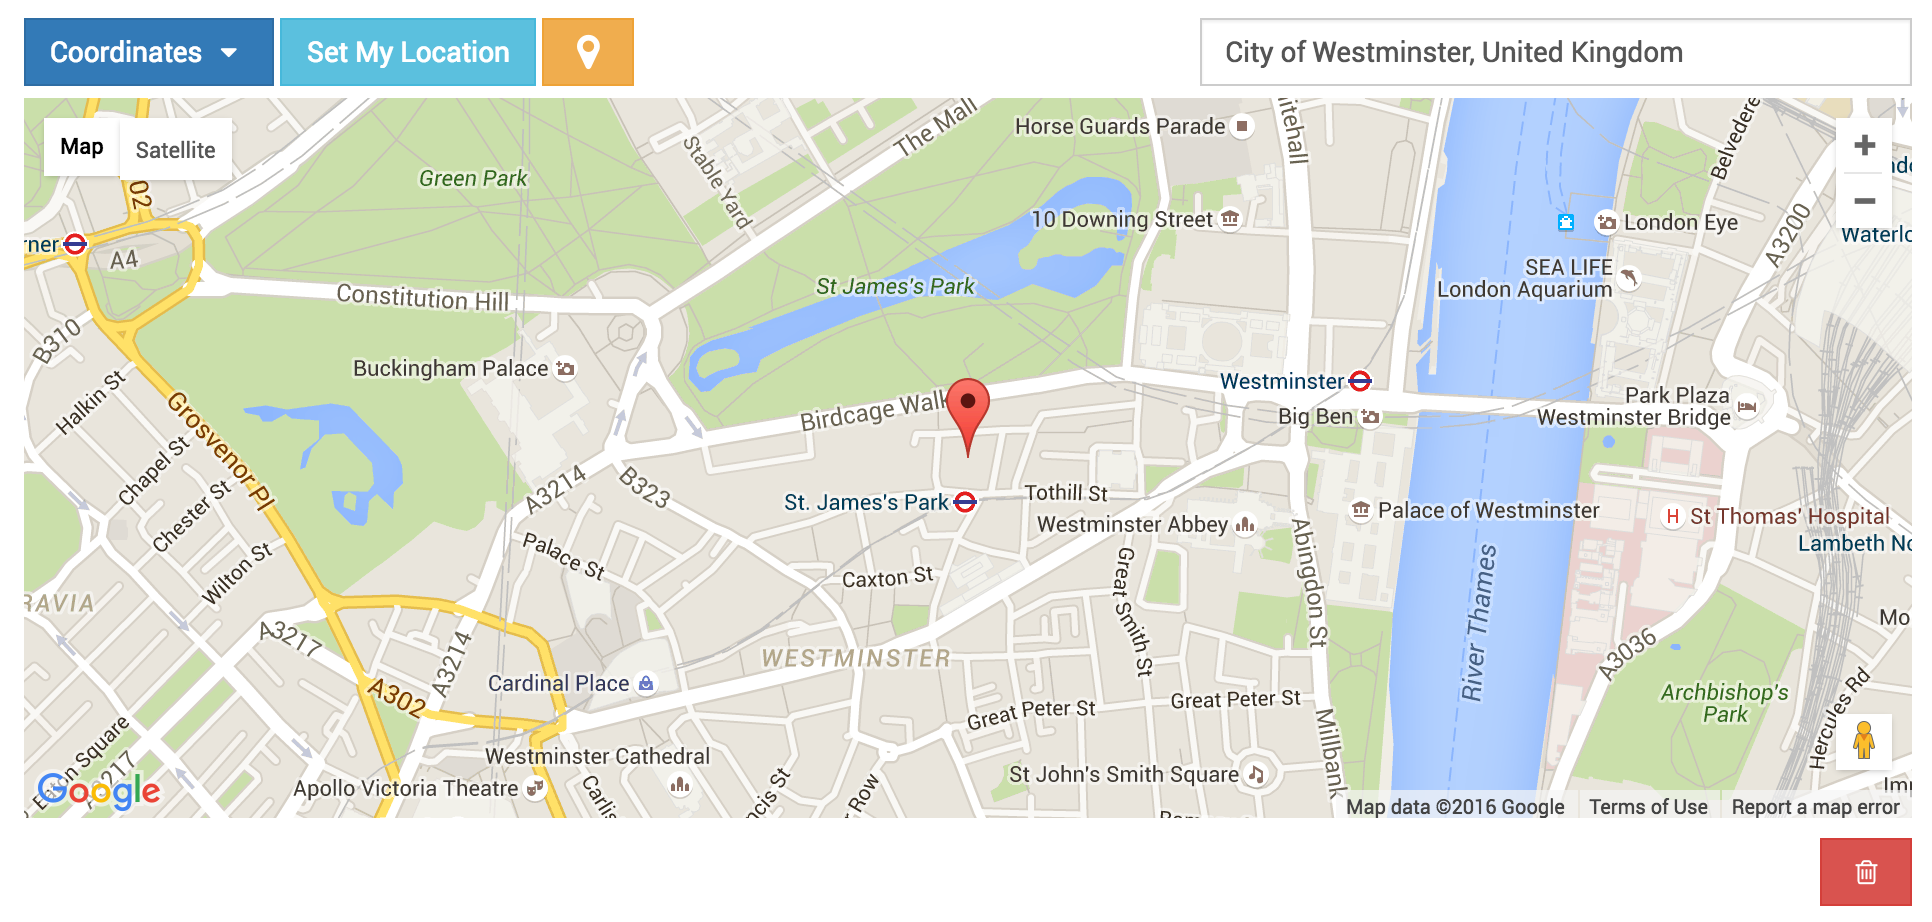 Coordinates
Set My Location
City of Westminster, United Kingdom
Map
Satellite
The Mall
Horse Guards Parade
itehall
Belvedere
Green Park
Stable Yard
02
10 Downing Street
London Eye
A3200
Waterlo
rner
A4
SEA LIFE
London Aquarium
St James's Park
Constitution Hill
B310
Buckingham Palace
Westminster
Halkin St
Birdcage Walk
Big Ben
Park Plaza
Westminster Bridge
Grosvenor Pl
Chapel St
A3214
B323
Chester St
St. James's Park
Tothill St
Westminster Abbey
Palace of Westminster
H
St Thomas' Hospital
Lambeth No
Palace St
Wilton St
Caxton St
Great Smith St
Abingdon St
River Thames
RAVIA
A3217
A3214
WESTMINSTER
Mo
A3036
Cardinal Place
A302
Great Peter St
Great Peter St
Archbishop's
Park
Hercules Rd
Millbank
Square
A3217
Westminster Cathedral
Apollo Victoria Theatre
Carlis
ncis St
r Row
St John's Smith Square
Imp
Google
Map data ©2016 Google
Terms of Use
Report a map error